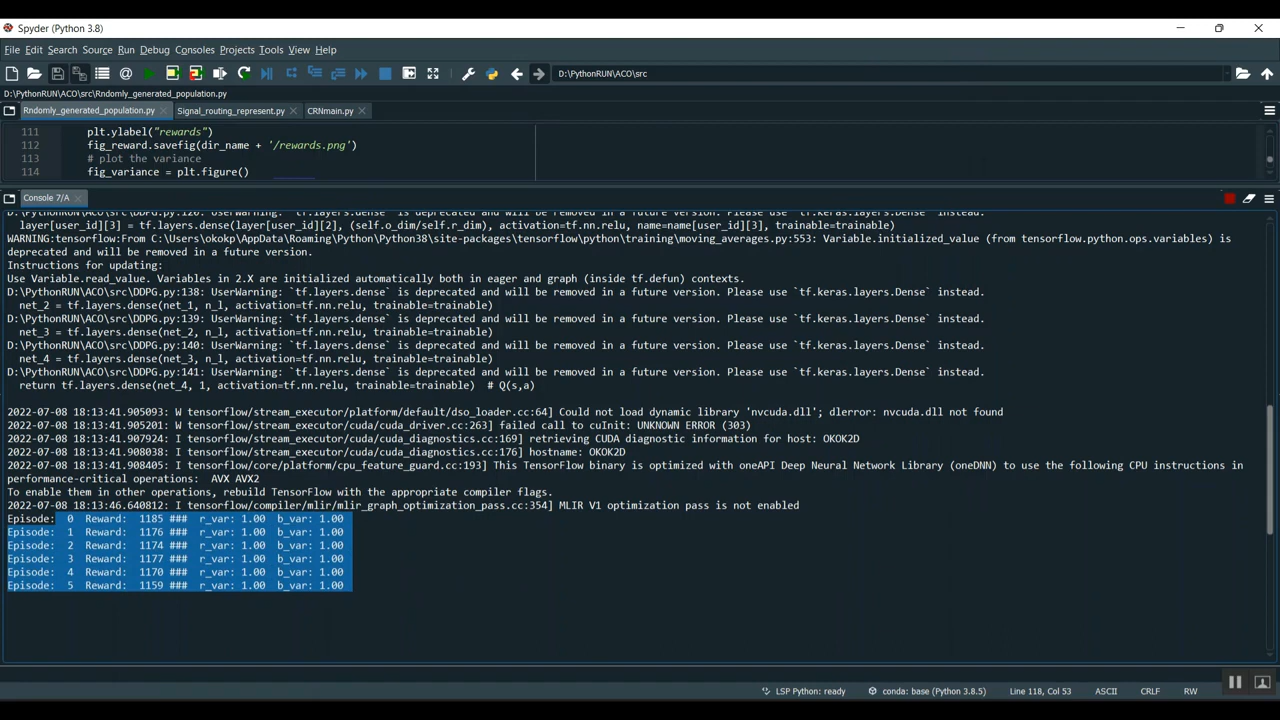 Spyder (Python 3.8)
File Edit Search Source Run Debug Consoles Projects Tools View Help
D:\PythonRUN\ACO\src
D:\PythonRUN\ACO\src\Rndomly_generated_population.py
Rndomly_generated_population.py Signal_routing_represent.py CRNmain.py
111 plt.ylabel("rewards")
112 fig_reward.savefig(dir_name + '/rewards.png')
113 # plot the variance
114 fig_variance = plt.figure()
Console 7/A
D:\PythonRUN\ACO\src\DDPG.py:126: UserWarning: `tf.layers.dense` is deprecated and will be removed in a future version. Please use `tf.keras.layers.Dense` instead.
layer[user_id][3] = tf.layers.dense(layer[user_id][2], (self.o_dim/self.r_dim), activation=tf.nn.relu, name=name[user_id][3], trainable=trainable)
WARNING:tensorflow:From C:\Users\okokp\AppData\Roaming\Python\Python38\site-packages\tensorflow\python\training\moving_averages.py:553: Variable.initialized_value (from tensorflow.python.ops.variables) is
deprecated and will be removed in a future version.
Instructions for updating:
Use Variable.read_value. Variables in 2.X are initialized automatically both in eager and graph (inside tf.defun) contexts.
D:\PythonRUN\ACO\src\DDPG.py:138: UserWarning: `tf.layers.dense` is deprecated and will be removed in a future version. Please use `tf.keras.layers.Dense` instead.
net_2 = tf.layers.dense(net_1, n_l, activation=tf.nn.relu, trainable=trainable)
D:\PythonRUN\ACO\src\DDPG.py:139: UserWarning: `tf.layers.dense` is deprecated and will be removed in a future version. Please use `tf.keras.layers.Dense` instead.
net_3 = tf.layers.dense(net_2, n_l, activation=tf.nn.relu, trainable=trainable)
D:\PythonRUN\ACO\src\DDPG.py:140: UserWarning: `tf.layers.dense` is deprecated and will be removed in a future version. Please use `tf.keras.layers.Dense` instead.
net_4 = tf.layers.dense(net_3, n_l, activation=tf.nn.relu, trainable=trainable)
D:\PythonRUN\ACO\src\DDPG.py:141: UserWarning: `tf.layers.dense` is deprecated and will be removed in a future version. Please use `tf.keras.layers.Dense` instead.
return tf.layers.dense(net_4, 1, activation=tf.nn.relu, trainable=trainable) # Q(s,a)
2022-07-08 18:13:41.905093: W tensorflow/stream_executor/platform/default/dso_loader.cc:64] Could not load dynamic library 'nvcuda.dll'; dlerror: nvcuda.dll not found
2022-07-08 18:13:41.905201: W tensorflow/stream_executor/cuda/cuda_driver.cc:263] failed call to cuInit: UNKNOWN ERROR (303)
2022-07-08 18:13:41.907924: I tensorflow/stream_executor/cuda/cuda_diagnostics.cc:169] retrieving CUDA diagnostic information for host: OKOK2D
2022-07-08 18:13:41.908038: I tensorflow/stream_executor/cuda/cuda_diagnostics.cc:176] hostname: OKOK2D
2022-07-08 18:13:41.908405: I tensorflow/core/platform/cpu_feature_guard.cc:193] This TensorFlow binary is optimized with oneAPI Deep Neural Network Library (oneDNN) to use the following CPU instructions in
performance-critical operations: AVX AVX2
To enable them in other operations, rebuild TensorFlow with the appropriate compiler flags.
2022-07-08 18:13:46.640812: I tensorflow/compiler/mlir/mlir_graph_optimization_pass.cc:354] MLIR V1 optimization pass is not enabled
Episode: 0 Reward: 1185 ### r_var: 1.00 b_var: 1.00
Episode: 1 Reward: 1176 ### r_var: 1.00 b_var: 1.00
Episode: 2 Reward: 1174 ### r_var: 1.00 b_var: 1.00
Episode: 3 Reward: 1177 ### r_var: 1.00 b_var: 1.00
Episode: 4 Reward: 1170 ### r_var: 1.00 b_var: 1.00
Episode: 5 Reward: 1159 ### r_var: 1.00 b_var: 1.00
LSP Python: ready conda: base (Python 3.8.5) Line 118, Col 53 ASCII CRLF RW